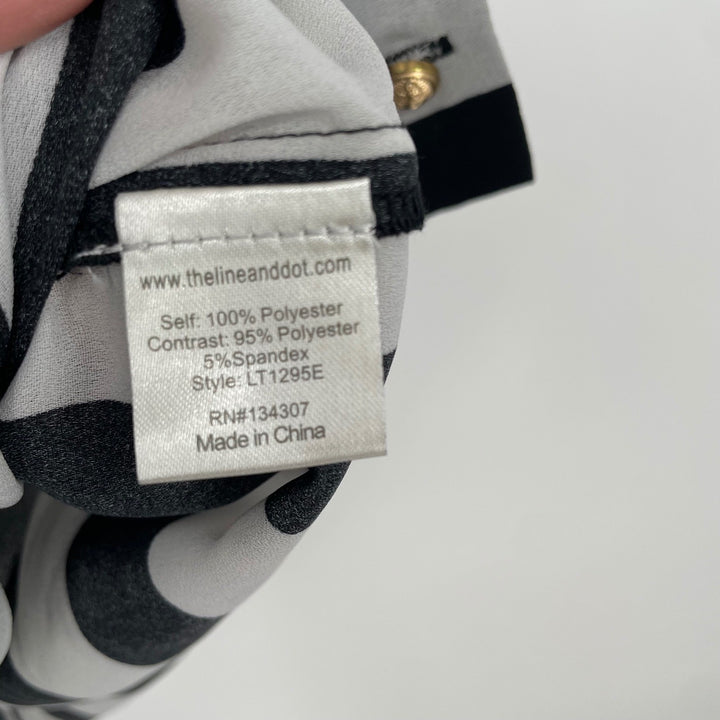 www.thelineanddot.com
Self: 100% Polyester
Contrast: 95% Polyester
5%Spandex
Style: LT1295E
RN#134307
Made in China